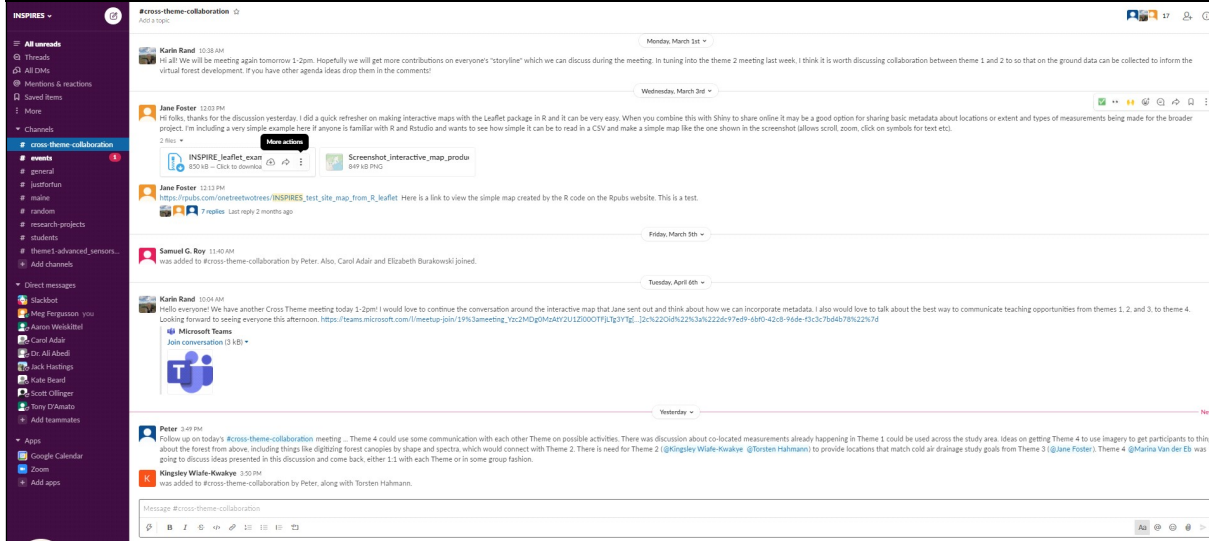 INSPIRES
All unreads
Threads
All DMs
Mentions & reactions
Saved items
More
Channels
# cross-theme-collaboration
# events 1
# general
# justforfun
# maine
# random
# research-projects
# students
# theme1-advanced_sensors...
+ Add channels
Direct messages
Slackbot
Meg Fergusson you
Aaron Weiskittel
Carol Adair
Dr. Ali Abedi
Jack Hastings
Kate Beard
Scott Ollinger
Tony D'Amato
+ Add teammates
Apps
Google Calendar
Zoom
+ Add apps
#cross-theme-collaboration
Add a topic
17
Monday, March 1st
Karin Rand 10:38 AM
Hi all! We will be meeting again tomorrow 1-2pm. Hopefully we will get more contributions on everyone's "storyline" which we can discuss during the meeting. In tuning into the theme 2 meeting last week, I think it is worth discussing collaboration between theme 1 and 2 to so that on the ground data can be collected to inform the
virtual forest development. If you have other agenda ideas drop them in the comments!
Wednesday, March 3rd
Jane Foster 12:03 PM
Hi folks, thanks for the discussion yesterday. I did a quick refresher on making interactive maps with the Leaflet package in R and it can be very easy. When you combine this with Shiny to share online it may be a good option for sharing basic metadata about locations or extent and types of measurements being made for the broader
project. I'm including a very simple example here if anyone is familiar with R and Rstudio and wants to see how simple it can be to read in a CSV and make a simple map like the one shown in the screenshot (allows scroll, zoom, click on symbols for text etc).
2 files
More actions
INSPIRE_leaflet_exam
850 kB — Click to downloa
Screenshot_interactive_map_produ
849 kB PNG
Jane Foster 12:13 PM
https://rpubs.com/onetreetwotrees/INSPIRES_test_site_map_from_R_leaflet Here is a link to view the simple map created by the R code on the Rpubs website. This is a test.
7 replies Last reply 2 months ago
Friday, March 5th
Samuel G. Roy 11:40 AM
was added to #cross-theme-collaboration by Peter. Also, Carol Adair and Elizabeth Burakowski joined.
Tuesday, April 6th
Karin Rand 10:04 AM
Hello everyone! We have another Cross Theme meeting today 1-2pm! I would love to continue the conversation around the interactive map that Jane sent out and think about how we can incorporate metadata. I also would love to talk about the best way to communicate teaching opportunities from themes 1, 2, and 3, to theme 4.
Looking forward to seeing everyone this afternoon.
Microsoft Teams
Join conversation (3 kB)
Yesterday
Ne
Peter 3:49 PM
Follow up on today's #cross-theme-collaboration meeting ... Theme 4 could use some communication with each other Theme on possible activities. There was discussion about co-located measurements already happening in Theme 1 could be used across the study area. Ideas on getting Theme 4 to use imagery to get participants to thin
about the forest from above, including things like digitizing forest canopies by shape and spectra, which would connect with Theme 2. There is need for Theme 2 (@Kingsley Wiafe-Kwakye @Torsten Hahmann) to provide locations that match cold air drainage study goals from Theme 3 (@Jane Foster). Theme 4 @Marina Van der Eb was
going to discuss ideas presented in this discussion and come back, either 1:1 with each Theme or in some group fashion.
K
Kingsley Wiafe-Kwakye 3:50 PM
was added to #cross-theme-collaboration by Peter, along with Torsten Hahmann.
Message #cross-theme-collaboration
B I
Aa @